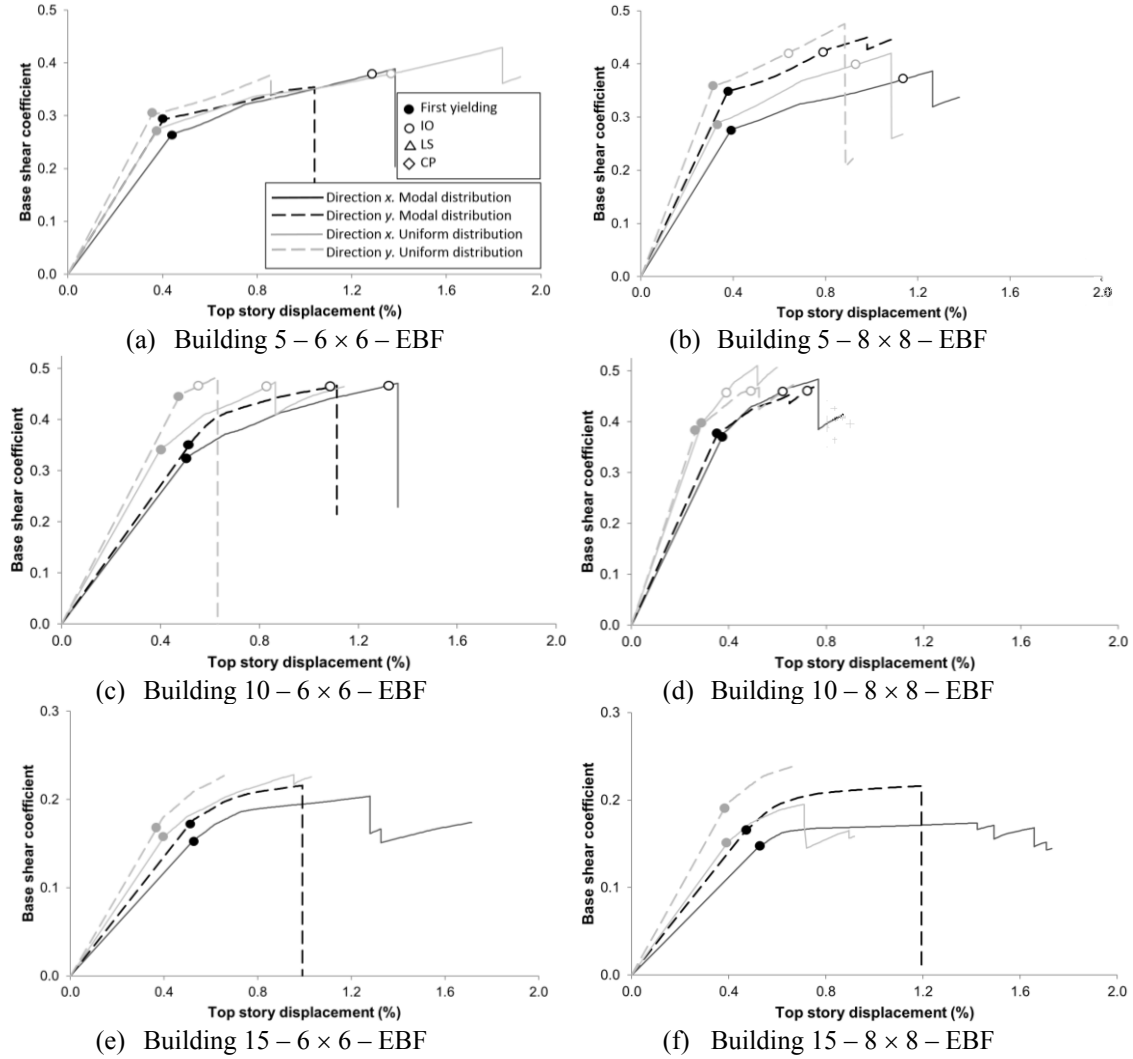 0.5
0.4
0.3
0.2
0.1
0.0
Base shear coefficient
First yielding
IO
LS
CP
Direction x. Modal distribution
Direction y. Modal distribution
Direction x. Uniform distribution
Direction y. Uniform distribution
0.0 0.4 0.8 1.2 1.6 2.0
Top story displacement (%)
(a) Building 5 – 6 × 6 – EBF
0.5
0.4
0.3
0.2
0.1
0.0
Base shear coefficient
0.0 0.4 0.8 1.2 1.6 2.0
Top story displacement (%)
(b) Building 5 – 8 × 8 – EBF
0.5
0.4
0.3
0.2
0.1
0.0
Base shear coefficient
0.0 0.4 0.8 1.2 1.6 2.0
Top story displacement (%)
(c) Building 10 – 6 × 6 – EBF
0.5
0.4
0.3
0.2
0.1
0.0
Base shear coefficient
0.0 0.4 0.8 1.2 1.6 2.0
Top story displacement (%)
(d) Building 10 – 8 × 8 – EBF
0.3
0.2
0.1
0.0
Base shear coefficient
0.0 0.4 0.8 1.2 1.6 2.0
Top story displacement (%)
(e) Building 15 – 6 × 6 – EBF
0.3
0.2
0.1
0.0
Base shear coefficient
0.0 0.4 0.8 1.2 1.6 2.0
Top story displacement (%)
(f) Building 15 – 8 × 8 – EBF